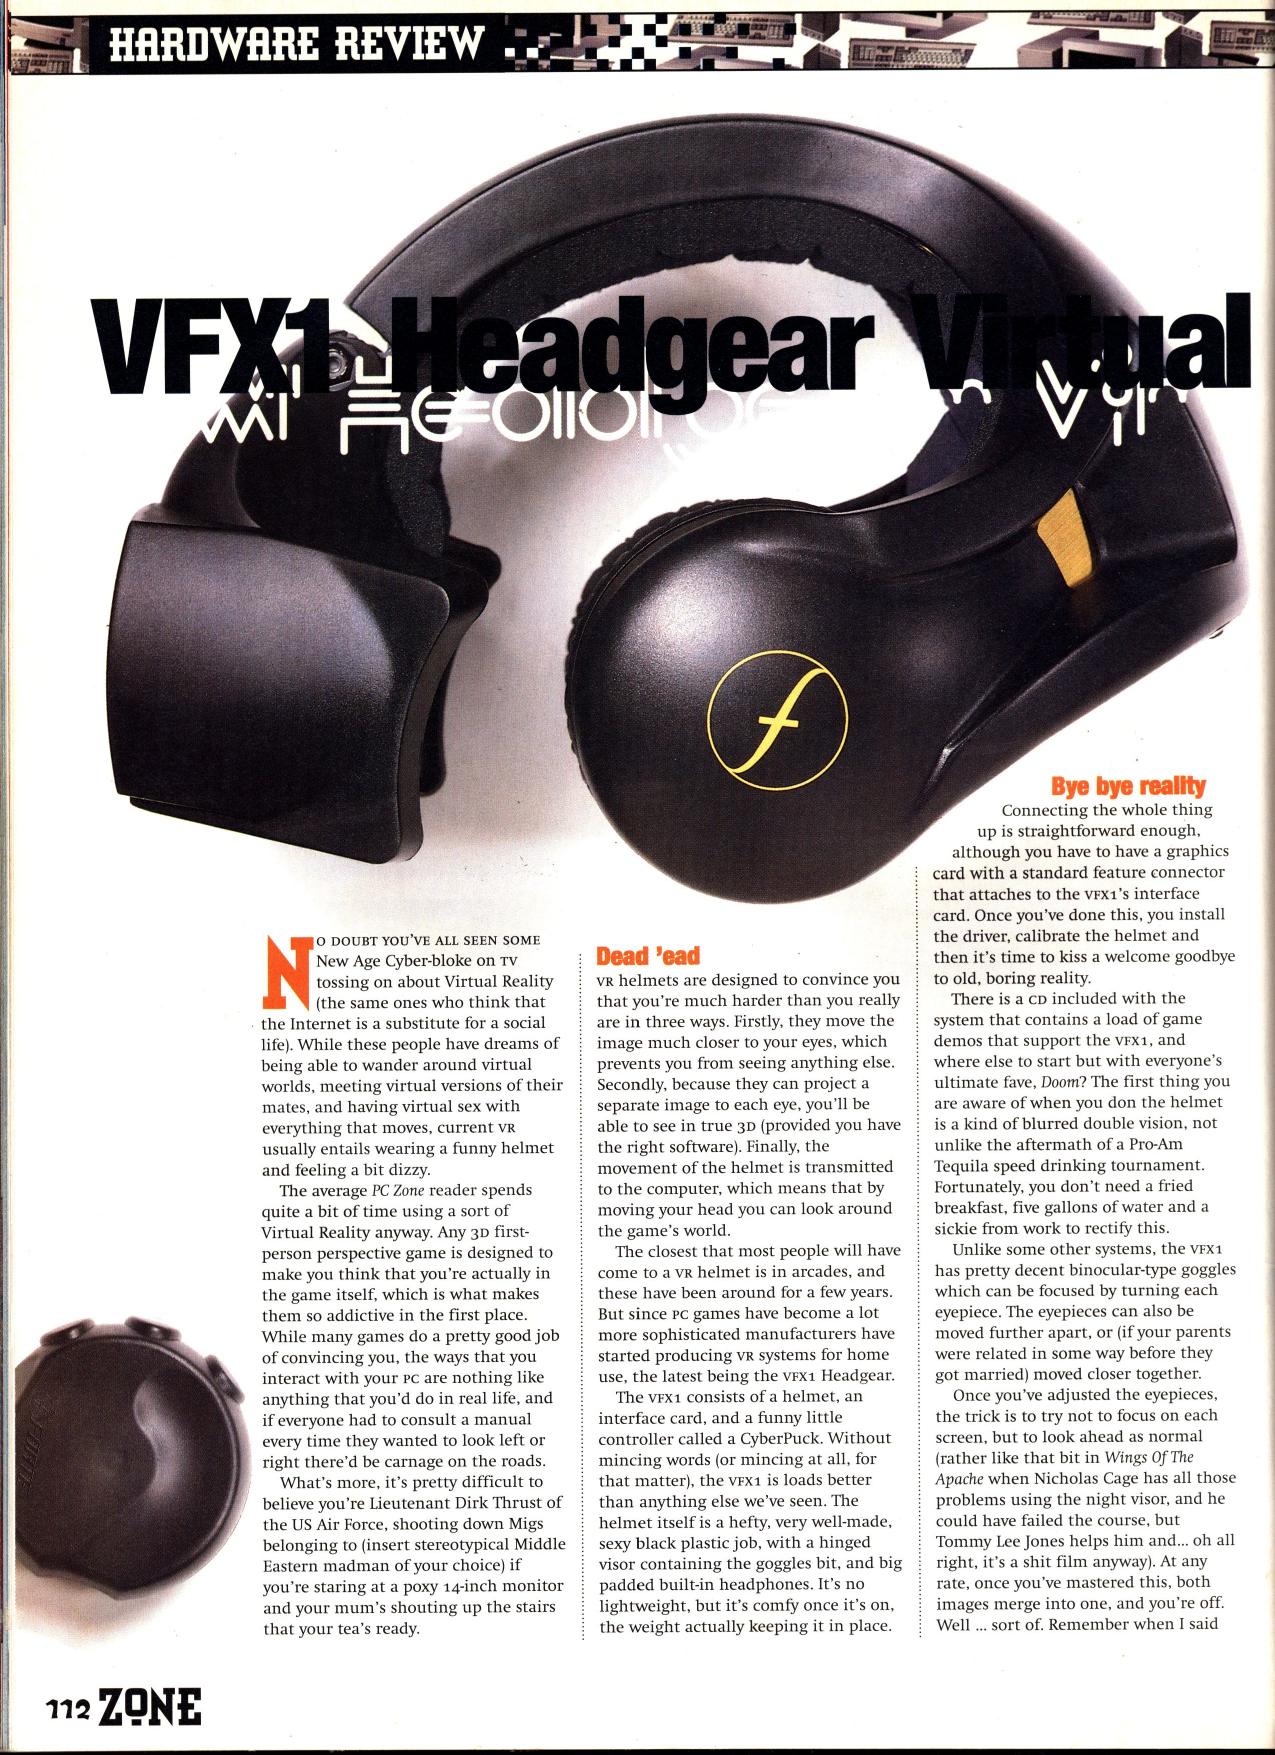 HARDWARE REVIEW
VFX1 Headgear Virtual
f
NO DOUBT YOU'VE ALL SEEN SOME
New Age Cyber-bloke on TV
tossing on about Virtual Reality
(the same ones who think that
the Internet is a substitute for a social
life). While these people have dreams of
being able to wander around virtual
worlds, meeting virtual versions of their
mates, and having virtual sex with
everything that moves, current VR
usually entails wearing a funny helmet
and feeling a bit dizzy.
The average PC Zone reader spends
quite a bit of time using a sort of
Virtual Reality anyway. Any 3D first-
person perspective game is designed to
make you think that you're actually in
the game itself, which is what makes
them so addictive in the first place.
While many games do a pretty good job
of convincing you, the ways that you
interact with your PC are nothing like
anything that you'd do in real life, and
if everyone had to consult a manual
every time they wanted to look left or
right there'd be carnage on the roads.
What's more, it's pretty difficult to
believe you're Lieutenant Dirk Thrust of
the US Air Force, shooting down Migs
belonging to (insert stereotypical Middle
Eastern madman of your choice) if
you're staring at a poxy 14-inch monitor
and your mum's shouting up the stairs
that your tea's ready.
Dead 'ead
VR helmets are designed to convince you
that you're much harder than you really
are in three ways. Firstly, they move the
image much closer to your eyes, which
prevents you from seeing anything else.
Secondly, because they can project a
separate image to each eye, you'll be
able to see in true 3D (provided you have
the right software). Finally, the
movement of the helmet is transmitted
to the computer, which means that by
moving your head you can look around
the game's world.
The closest that most people will have
come to a VR helmet is in arcades, and
these have been around for a few years.
But since PC games have become a lot
more sophisticated manufacturers have
started producing VR systems for home
use, the latest being the VFX1 Headgear.
The VFX1 consists of a helmet, an
interface card, and a funny little
controller called a CyberPuck. Without
mincing words (or mincing at all, for
that matter), the VFX1 is loads better
than anything else we've seen. The
helmet itself is a hefty, very well-made,
sexy black plastic job, with a hinged
visor containing the goggles bit, and big
padded built-in headphones. It's no
lightweight, but it's comfy once it's on,
the weight actually keeping it in place.
Bye bye reality
Connecting the whole thing
up is straightforward enough,
although you have to have a graphics
card with a standard feature connector
that attaches to the VFX1's interface
card. Once you've done this, you install
the driver, calibrate the helmet and
then it's time to kiss a welcome goodbye
to old, boring reality.
There is a CD included with the
system that contains a load of game
demos that support the VFX1, and
where else to start but with everyone's
ultimate fave, Doom? The first thing you
are aware of when you don the helmet
is a kind of blurred double vision, not
unlike the aftermath of a Pro-Am
Tequila speed drinking tournament.
Fortunately, you don't need a fried
breakfast, five gallons of water and a
sickie from work to rectify this.
Unlike some other systems, the VFX1
has pretty decent binocular-type goggles
which can be focused by turning each
eyepiece. The eyepieces can also be
moved further apart, or (if your parents
were related in some way before they
got married) moved closer together.
Once you've adjusted the eyepieces,
the trick is to try not to focus on each
screen, but to look ahead as normal
(rather like that bit in Wings Of The
Apache when Nicholas Cage has all those
problems using the night visor, and he
could have failed the course, but
Tommy Lee Jones helps him and... oh all
right, it's a shit film anyway). At any
rate, once you've mastered this, both
images merge into one, and you're off.
Well ... sort of. Remember when I said
112 ZONE